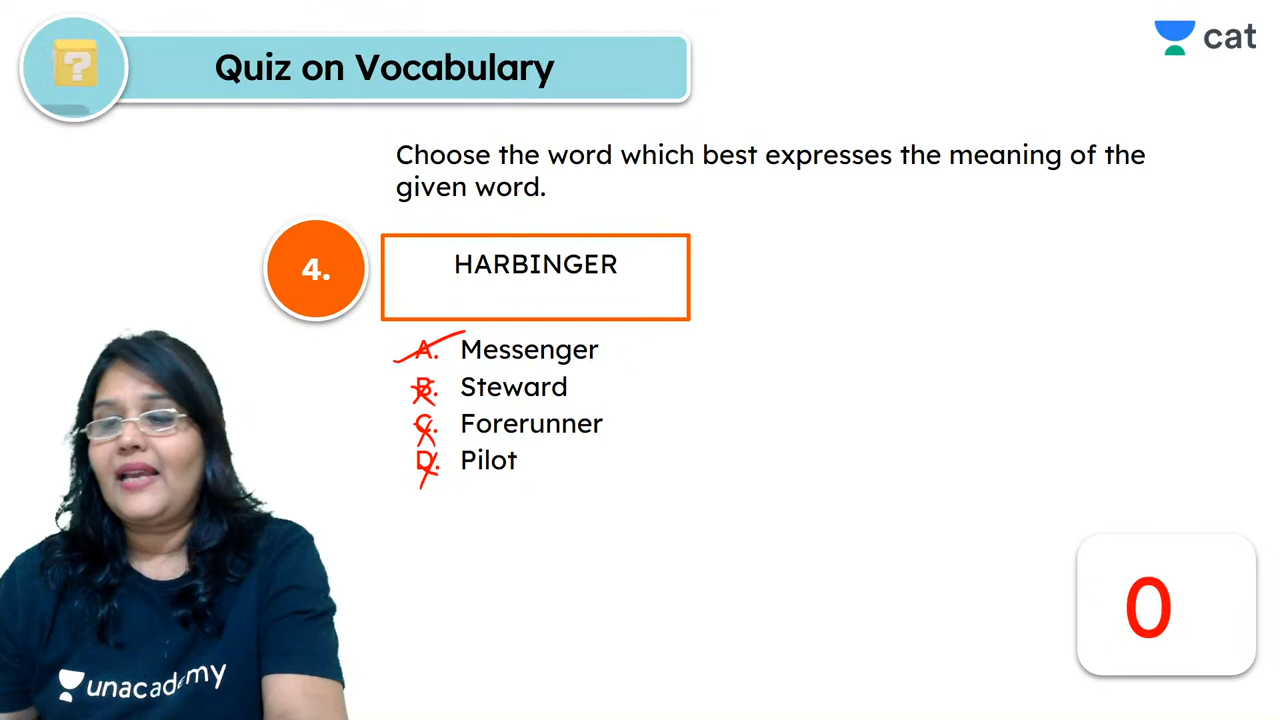 Quiz on Vocabulary
cat
Choose the word which best expresses the meaning of the
given word.
4.
HARBINGER
A. Messenger
B. Steward
C. Forerunner
D. Pilot
0
unacademy